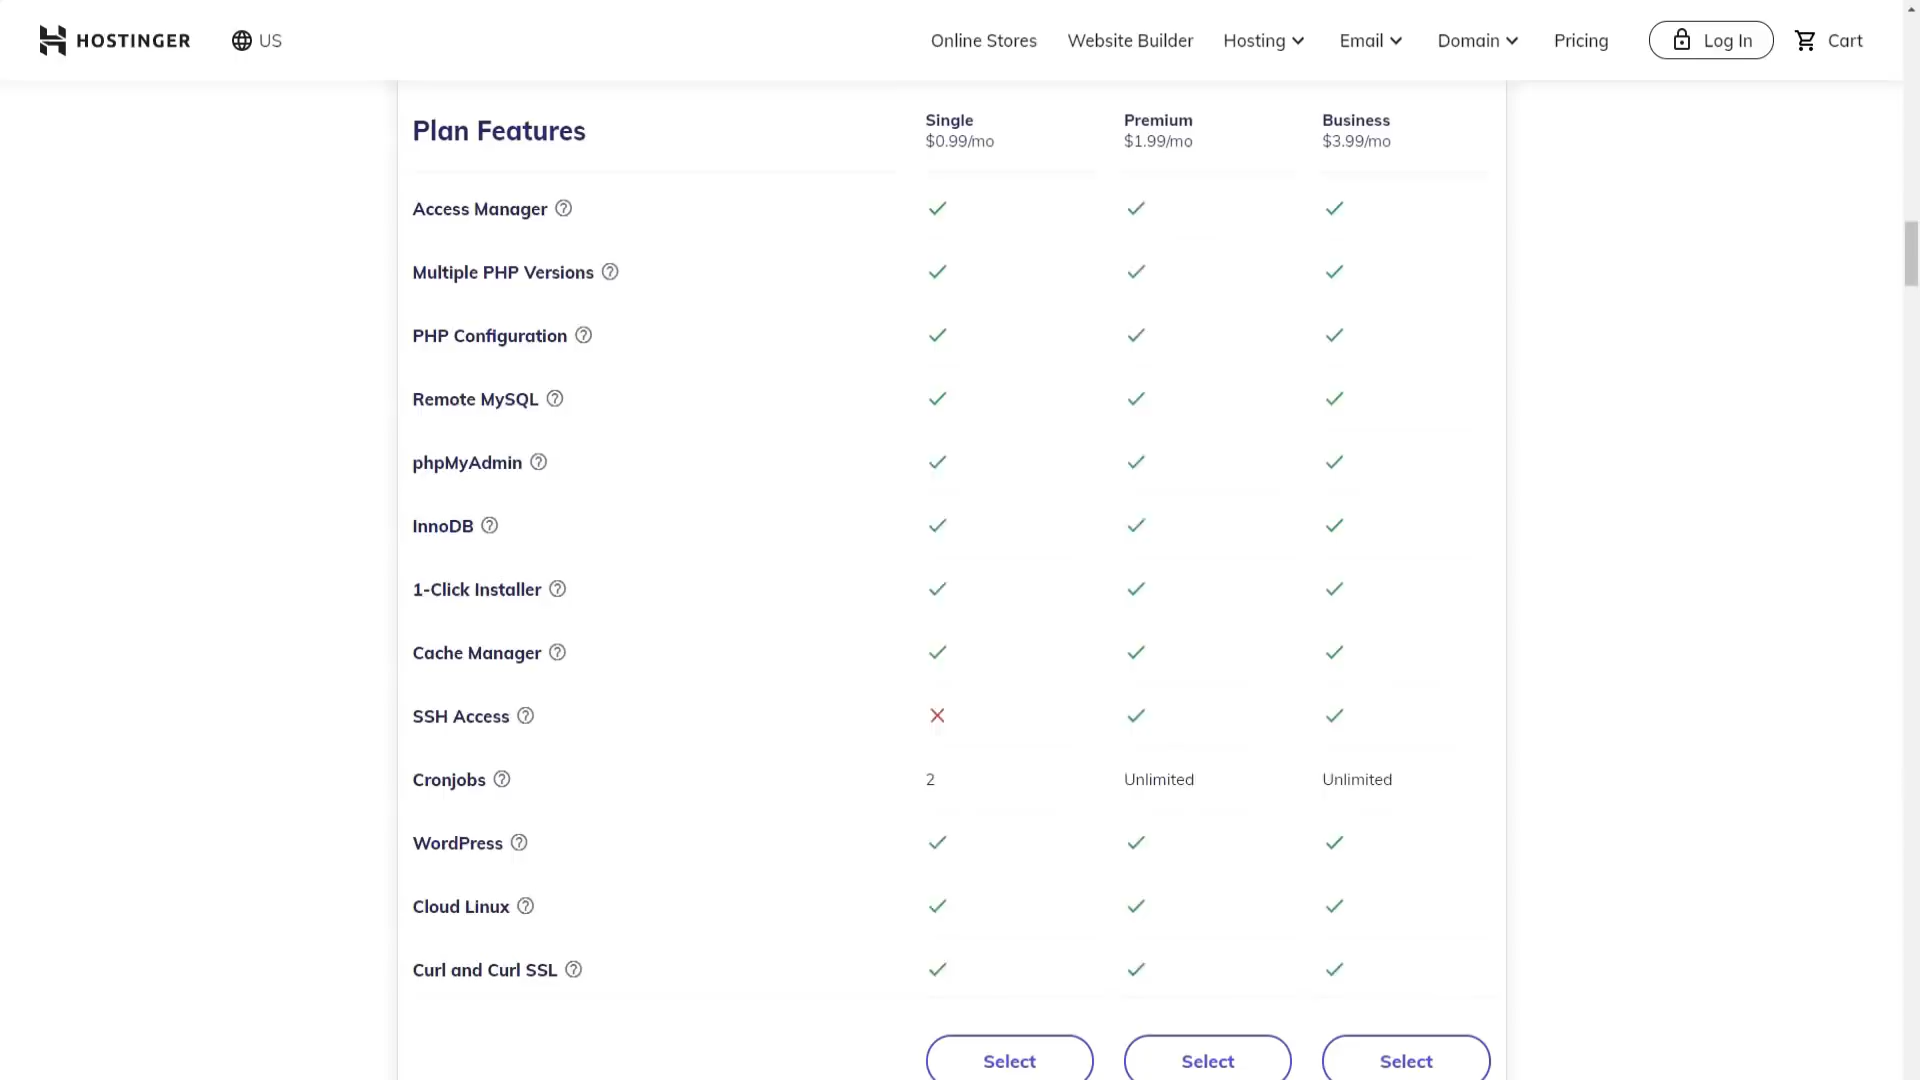 HOSTINGER US Online Stores Website Builder Hosting Email Domain Pricing Log In Cart
Plan Features Single Premium Business
$0.99/mo $1.99/mo $3.99/mo
Access Manager
Multiple PHP Versions
PHP Configuration
Remote MySQL
phpMyAdmin
InnoDB
1-Click Installer
Cache Manager
SSH Access
Cronjobs 2 Unlimited Unlimited
WordPress
Cloud Linux
Curl and Curl SSL
Select Select Select